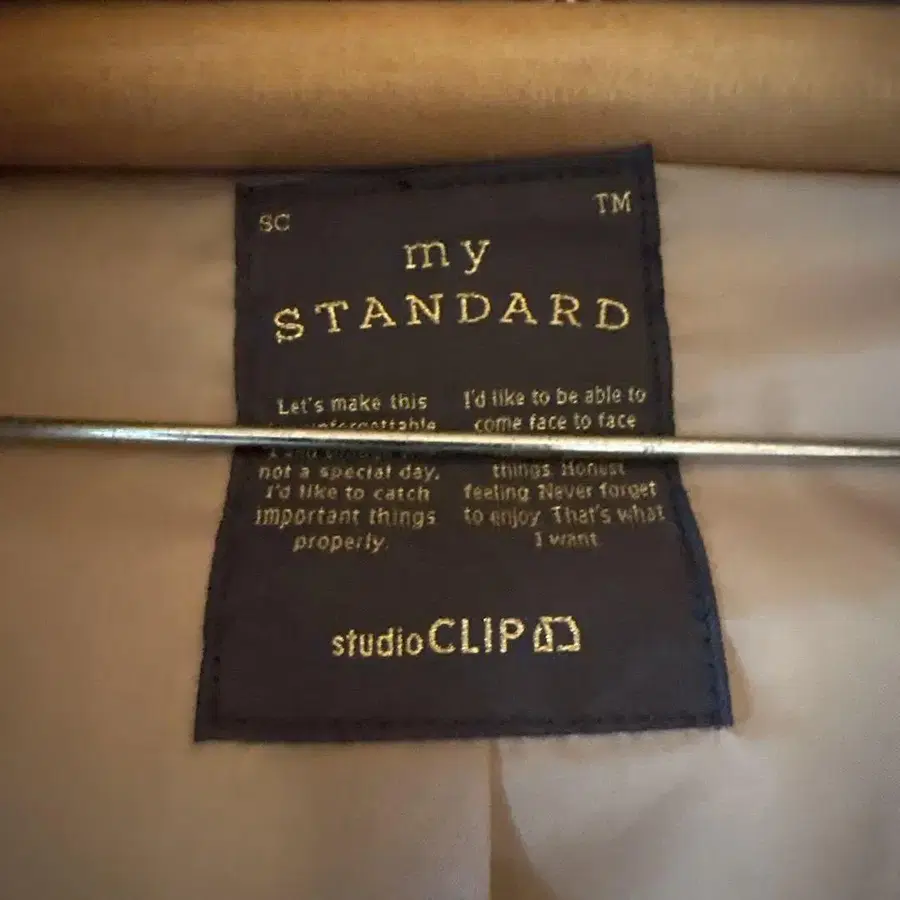 SC
TM
my
STANDARD
Let's make this
unforgettable
not a special day.
I'd like to catch
important things
properly.
I'd like to be able to
come face to face
things. Honest
feeling. Never forget
to enjoy. That's what
I want.
studio CLIP